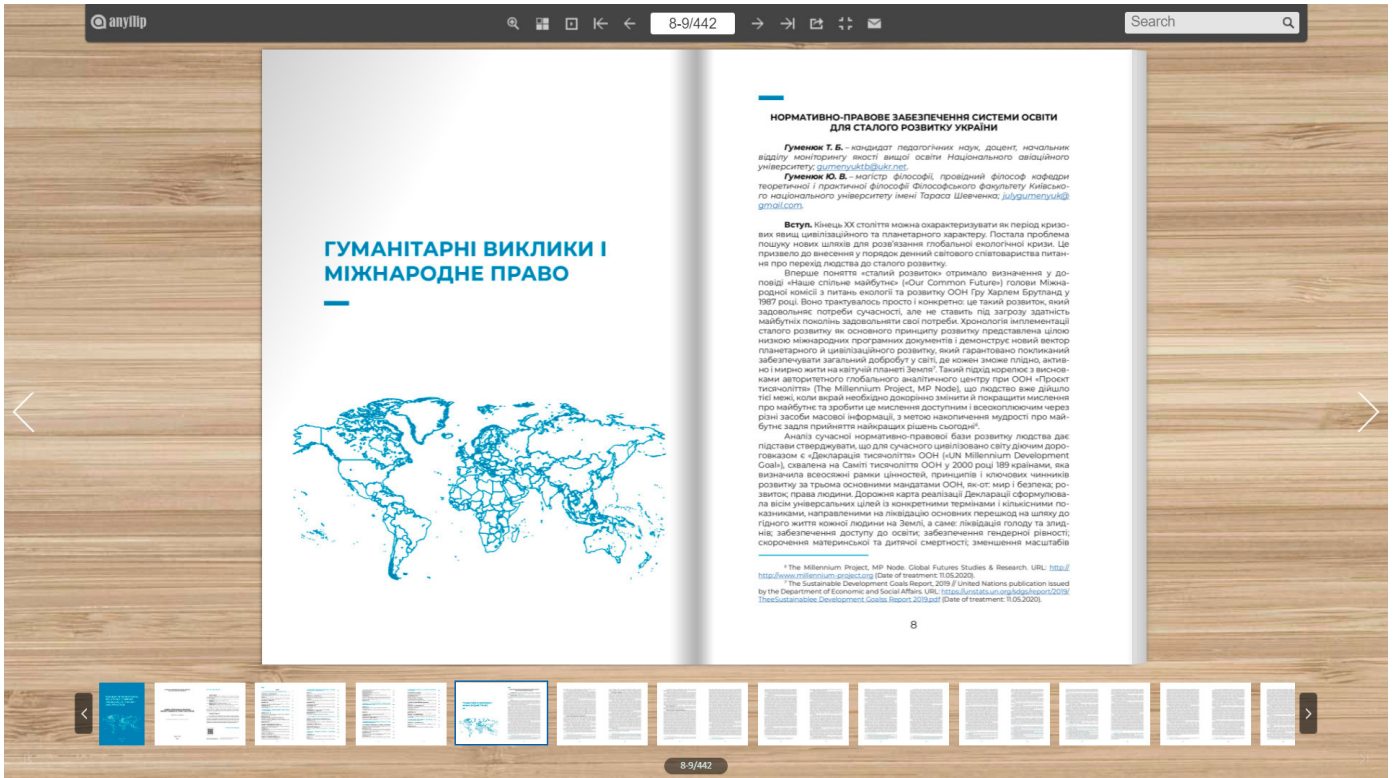 anyflip
8-9/442
Search
ГУМАНІТАРНІ ВИКЛИКИ І
МІЖНАРОДНЕ ПРАВО
НОРМАТИВНО-ПРАВОВЕ ЗАБЕЗПЕЧЕННЯ СИСТЕМИ ОСВІТИ
ДЛЯ СТАЛОГО РОЗВИТКУ УКРАЇНИ
Гуменюк Т. Б. – кандидат педагогічних наук, доцент, начальник
відділу моніторингу якості вищої освіти Національного авіаційного
університету; gumenyuktb@ukr.net.
Гуменюк Ю. В. – магістр філософії, провідний філософ кафедри
теоретичної і практичної філософії Філософського факультету Київсько-
го національного університету імені Тараса Шевченка; julygumenyuk@
gmail.com.
Вступ. Кінець ХХ століття можна охарактеризувати як період кризо-
вих явищ цивілізаційного та планетарного характеру. Постала проблема
пошуку нових шляхів для розв’язання глобальної екологічної кризи. Це
призвело до внесення у порядок денний світового співтовариства питан-
ня про перехід людства до сталого розвитку.
Вперше поняття «сталий розвиток» отримало визначення у до-
повіді «Наше спільне майбутнє» («Our Common Future») голови Міжна-
родної комісії з питань екології та розвитку ООН Гру Харлем Брутланд у
1987 році. Воно трактувалось просто і конкретно: це такий розвиток, який
задовольняє потреби сучасності, але не ставить під загрозу здатність
майбутніх поколінь задовольняти свої потреби. Хронологія імплементації
сталого розвитку як основного принципу розвитку представлена цілою
низкою міжнародних програмних документів і демонструє новий вектор
планетарного й цивілізаційного розвитку, який гарантовано покликаний
забезпечувати загальний добробут у світі, де кожен зможе плідно, актив-
но і мирно жити на квітучій планеті Земля⁷. Такий підхід корелює з виснов-
ками авторитетного глобального аналітичного центру при ООН «Проєкт
тисячоліття» (The Millennium Project, MP Node), що людство вже дійшло
тієї межі, коли вкрай необхідно докорінно змінити й покращити мислення
про майбутнє та зробити це мислення доступним і всеохоплюючим через
різні засоби масової інформації, з метою накопичення мудрості про май-
бутнє задля прийняття найкращих рішень сьогодні⁶.
Аналіз сучасної нормативно-правової бази розвитку людства дає
підстави стверджувати, що для сучасного цивілізовано світу діючим доро-
говказом є «Декларація тисячоліття» ООН («UN Millennium Development
Goal»), схвалена на Саміті тисячоліття ООН у 2000 році 189 країнами, яка
визначила всеосяжні рамки цінностей, принципів і ключових чинників
розвитку за трьома основними мандатами ООН, як-от: мир і безпека; ро-
звиток; права людини. Дорожня карта реалізації Декларації сформулюва-
ла вісім універсальних цілей із конкретними термінами і кількісними по-
казниками, направленими на ліквідацію основних перешкод на шляху до
гідного життя кожної людини на Землі, а саме: ліквідація голоду та злид-
нів; забезпечення доступу до освіти; забезпечення гендерної рівності;
скорочення материнської та дитячої смертності; зменшення масштабів
⁶ The Millennium Project, MP Node. Global Futures Studies & Research. URL: http://
http://www.millennium-project.org (Date of treatment: 11.05.2020).
⁷ The Sustainable Development Goals Report, 2019 // United Nations publication issued
by the Department of Economic and Social Affairs. URL: https://unstats.un.org/sdgs/report/2019/
TheeSustainablee Development Goalss Report 2019.pdf (Date of treatment: 11.05.2020).
8
8-9/442